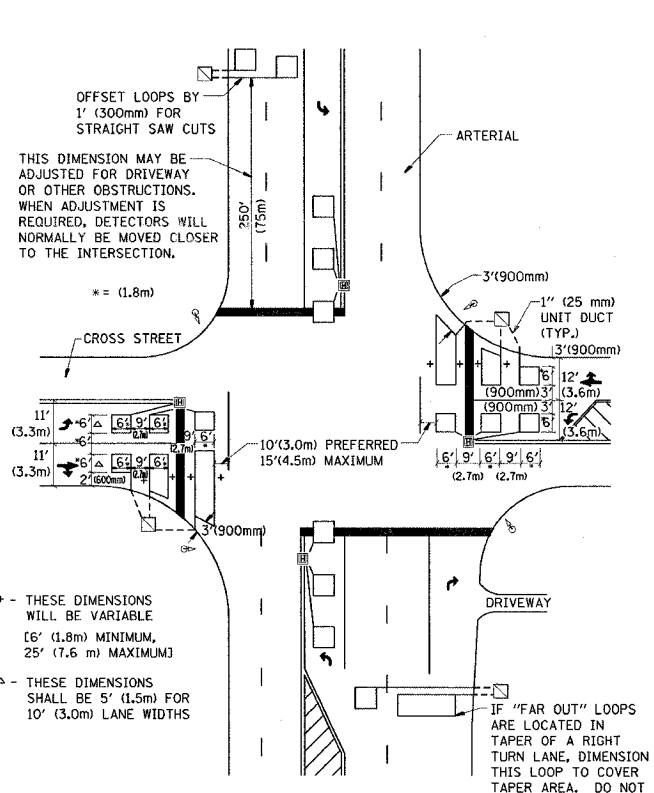 OFFSET LOOPS BY
1' (300mm) FOR
STRAIGHT SAW CUTS
ARTERIAL
THIS DIMENSION MAY BE
ADJUSTED FOR DRIVEWAY
OR OTHER OBSTRUCTIONS.
WHEN ADJUSTMENT IS
REQUIRED, DETECTORS WILL
NORMALLY BE MOVED CLOSER
TO THE INTERSECTION.
250'
(75m)
* = (1.8m)
3'(900mm)
1" (25 mm)
UNIT DUCT
(TYP.)
CROSS STREET
3'(900mm)
6'
12'
(3.6m)
(900mm) 3'
(900mm) 3'
12'
6'
(3.6m)
H
H
H
H
11'
(3.3m)
*6' △ 6' 9' 6'
(2.7m)
*6'
9' 6'
*
(2.7m)
11'
(3.3m)
*6' △ 6' 9' 6'
(2.7m)
2' (600mm)
10'(3.0m) PREFERRED
15'(4.5m) MAXIMUM
6' 9' 6' 9' 6'
* * *
(2.7m) (2.7m)
3'(900mm)
+ - THESE DIMENSIONS
WILL BE VARIABLE
[6' (1.8m) MINIMUM,
25' (7.6 m) MAXIMUM]
△ - THESE DIMENSIONS
SHALL BE 5' (1.5m) FOR
10' (3.0m) LANE WIDTHS
DRIVEWAY
IF "FAR OUT" LOOPS
ARE LOCATED IN
TAPER OF A RIGHT
TURN LANE, DIMENSION
THIS LOOP TO COVER
TAPER AREA. DO NOT